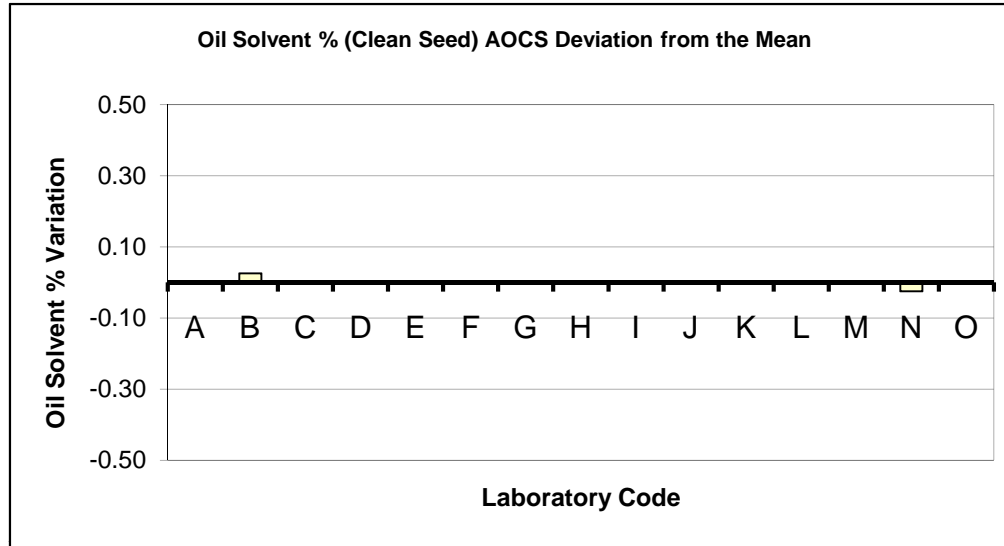 Oil Solvent % (Clean Seed) AOCS Deviation from the Mean
Oil Solvent % Variation
0.50
0.30
0.10
-0.10
-0.30
-0.50
A B C D E F G H I J K L M N O
Laboratory Code